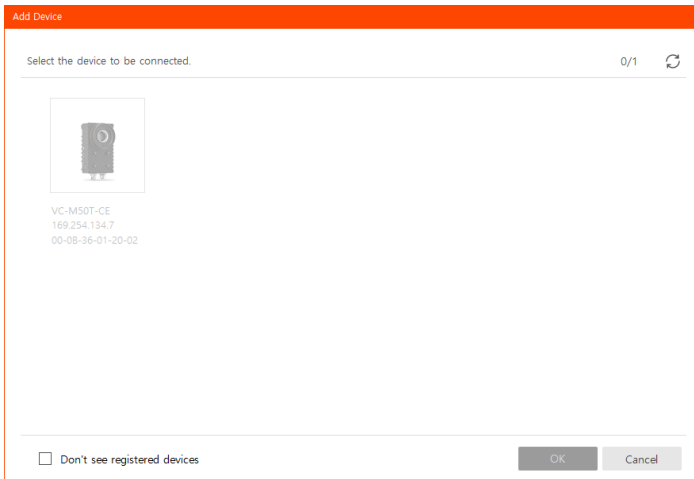 Add Device
Select the device to be connected.
0/1
VC-M50T-CE
169.254.134.7
00-0B-36-01-20-02
Don't see registered devices
OK
Cancel